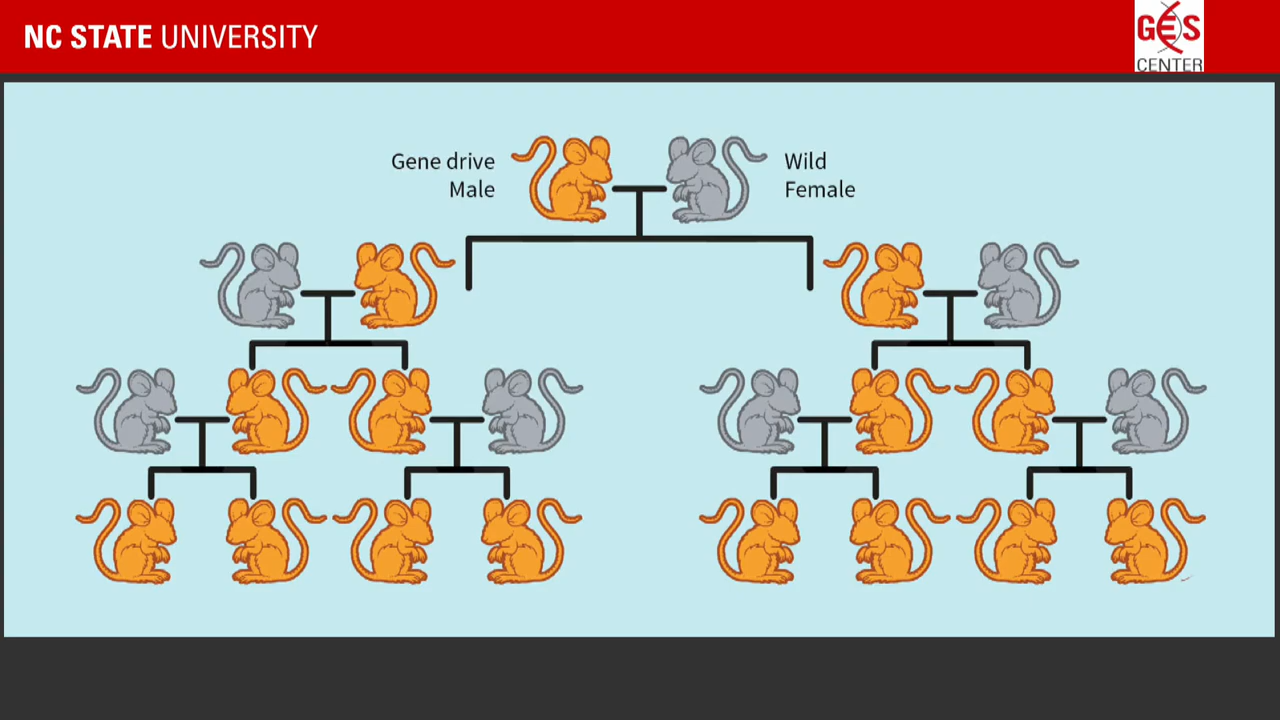 NC STATE UNIVERSITY
GES
CENTER
Gene drive
Male
Wild
Female